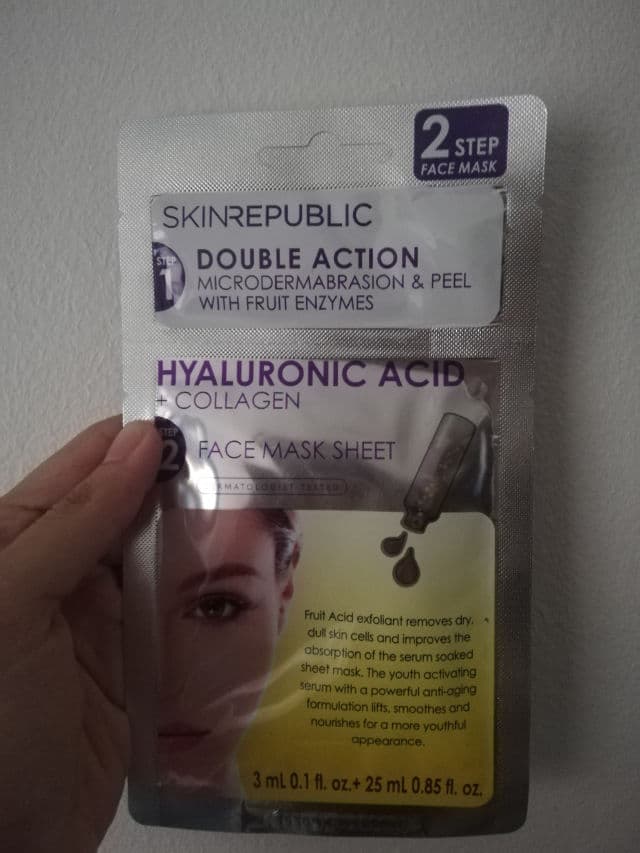 2 STEP
FACE MASK
SKINREPUBLIC
STEP
1
DOUBLE ACTION
MICRODERMABRASION & PEEL
WITH FRUIT ENZYMES
HYALURONIC ACID
+ COLLAGEN
STEP
2
FACE MASK SHEET
DERMATOLOGIST TESTED
Fruit Acid exfoliant removes dry,
dull skin cells and improves the
absorption of the serum soaked
sheet mask. The youth activating
serum with a powerful anti-aging
formulation lifts, smoothes and
nourishes for a more youthful
appearance.
3 mL 0.1 fl. oz.+ 25 mL 0.85 fl. oz.